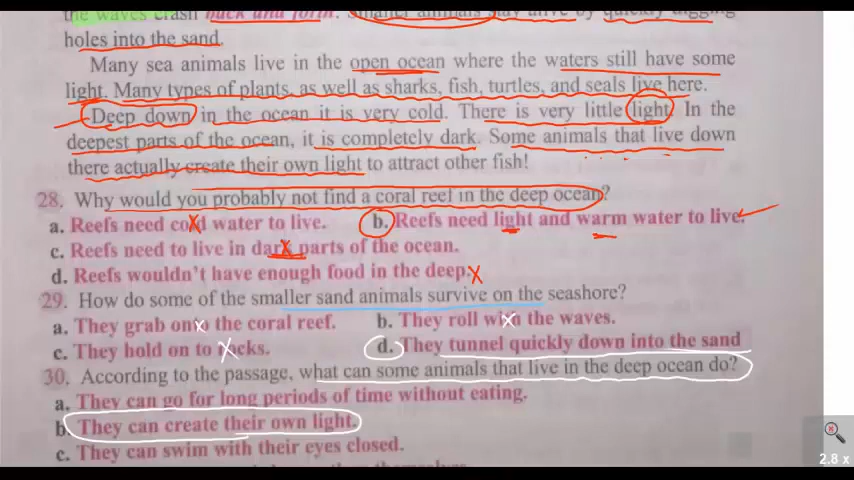 the waves crash back and forth. Smaller animals stay alive by quickly digging
holes into the sand.
Many sea animals live in the open ocean where the waters still have some
light. Many types of plants, as well as sharks, fish, turtles, and seals live here.
Deep down in the ocean it is very cold. There is very little light. In the
deepest parts of the ocean, it is completely dark. Some animals that live down
there actually create their own light to attract other fish!
28. Why would you probably not find a coral reef in the deep ocean?
a. Reefs need cold water to live. b. Reefs need light and warm water to live.
c. Reefs need to live in dark parts of the ocean.
d. Reefs wouldn't have enough food in the deep.
29. How do some of the smaller sand animals survive on the seashore?
a. They grab onto the coral reef. b. They roll with the waves.
c. They hold on to rocks. d. They tunnel quickly down into the sand
30. According to the passage, what can some animals that live in the deep ocean do?
a. They can go for long periods of time without eating.
b. They can create their own light.
c. They can swim with their eyes closed.
2.8 x